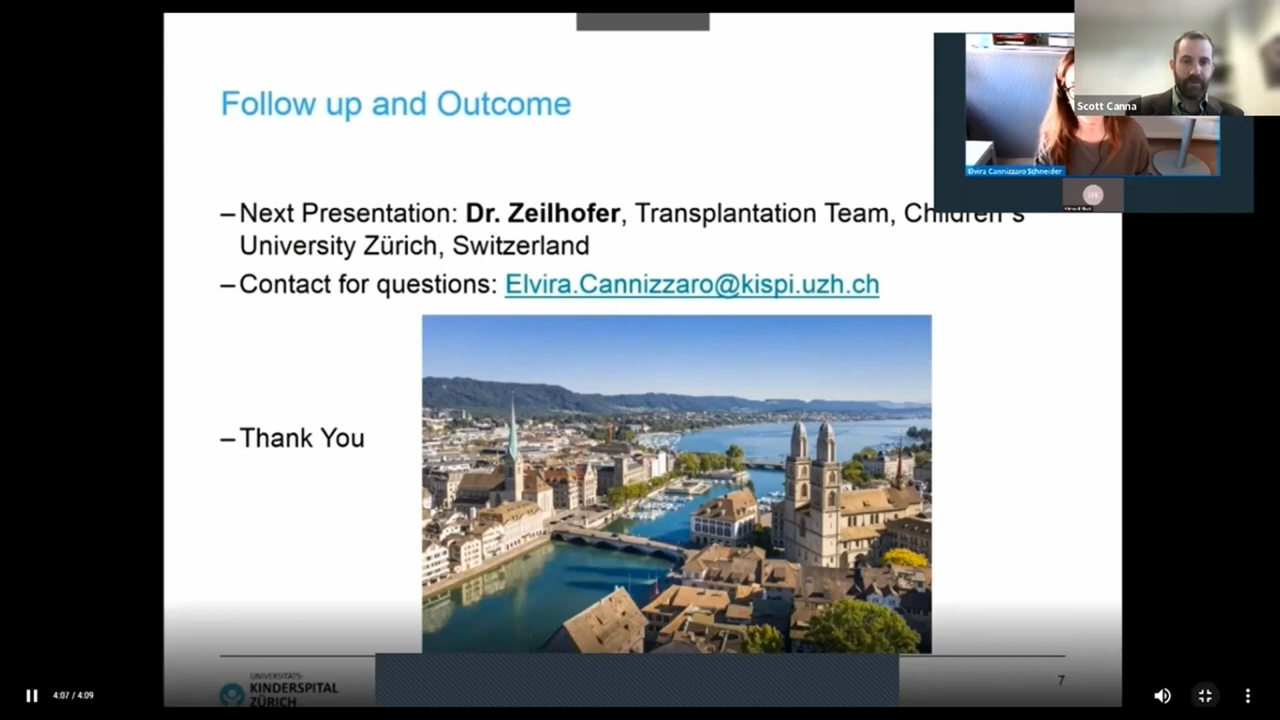 Follow up and Outcome
Scott Canna
Elvira Cannizzaro Schneider
– Next Presentation: Dr. Zeilhofer, Transplantation Team, Children´s
University Zürich, Switzerland
– Contact for questions: Elvira.Cannizzaro@kispi.uzh.ch
– Thank You
UNIVERSITÄTS-
KINDERSPITAL
ZÜRICH
7
4:07 / 4:09